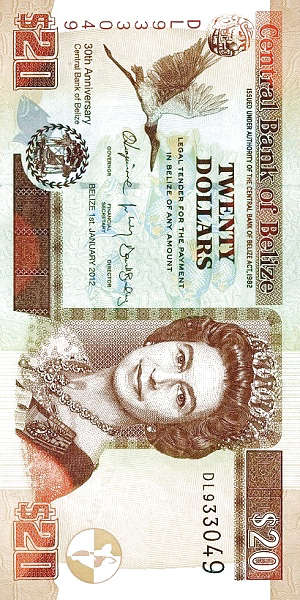 Central Bank of Belize
ISSUED UNDER AUTHORITY OF THE CENTRAL BANK OF BELIZE ACT, 1982
$20
TWENTY
DOLLARS
LEGAL TENDER FOR THE PAYMENT
IN BELIZE OF ANY AMOUNT
GOVERNOR
FINANCIAL
SECRETARY
DIRECTOR
BELIZE 1st. JANUARY 2012
30th Anniversary
Central Bank of Belize
DL933049
$20
DL933049
$20
$20